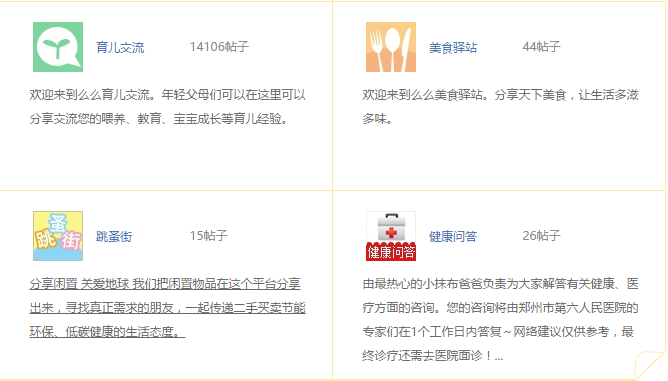 育儿交流 14106帖子
欢迎来到么么育儿交流。年轻父母们可以在这里可以
分享交流您的喂养、教育、宝宝成长等育儿经验。
美食驿站 44帖子
欢迎来到么么美食驿站。分享天下美食，让生活多滋
多味。
跳蚤街
跳蚤街 15帖子
分享闲置 关爱地球 我们把闲置物品在这个平台分享
出来，寻找真正需求的朋友，一起传递二手买卖节能
环保、低碳健康的生活态度。
健康问答
健康问答 26帖子
由最热心的小抹布爸爸负责为大家解答有关健康、医
疗方面的咨询。您的咨询将由郑州市第六人民医院的
专家们在1个工作日内答复～网络建议仅供参考，最
终诊疗还需去医院面诊！...